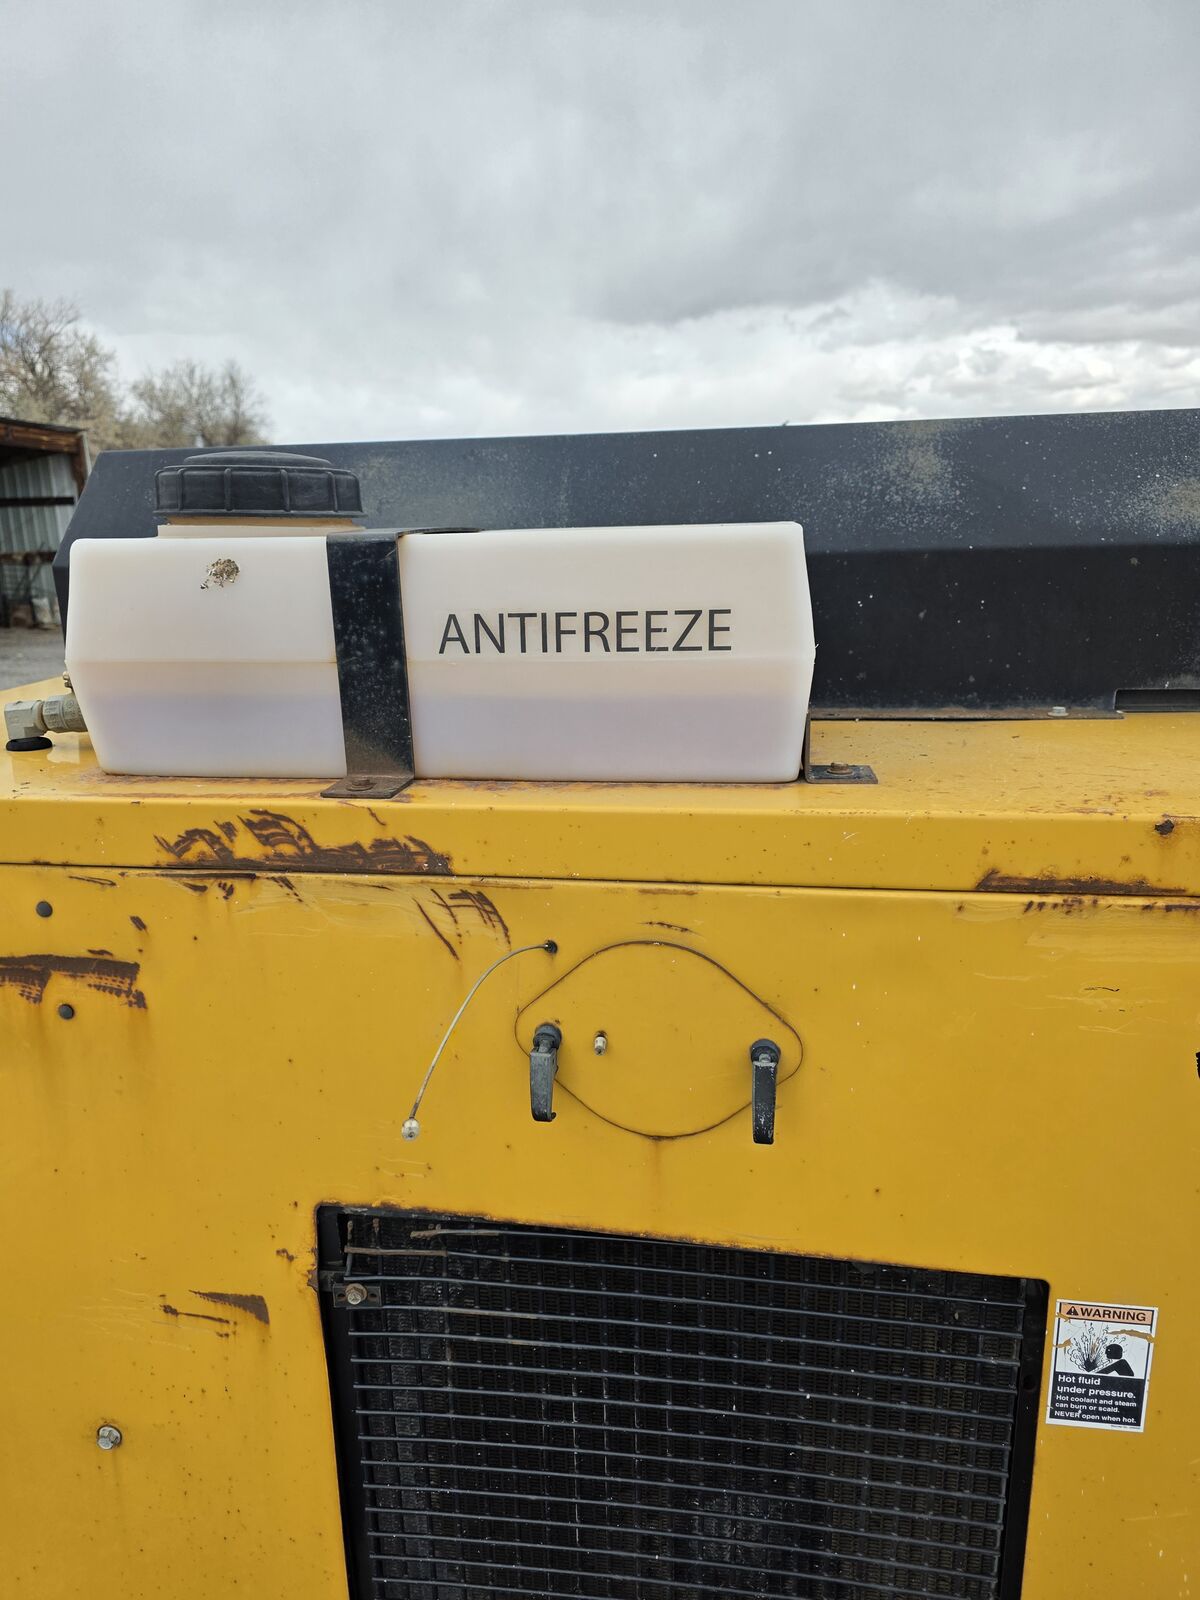 ANTIFREEZE
WARNING
Hot fluid
under pressure.
Hot coolant and steam
can burn or scald.
NEVER open when hot.